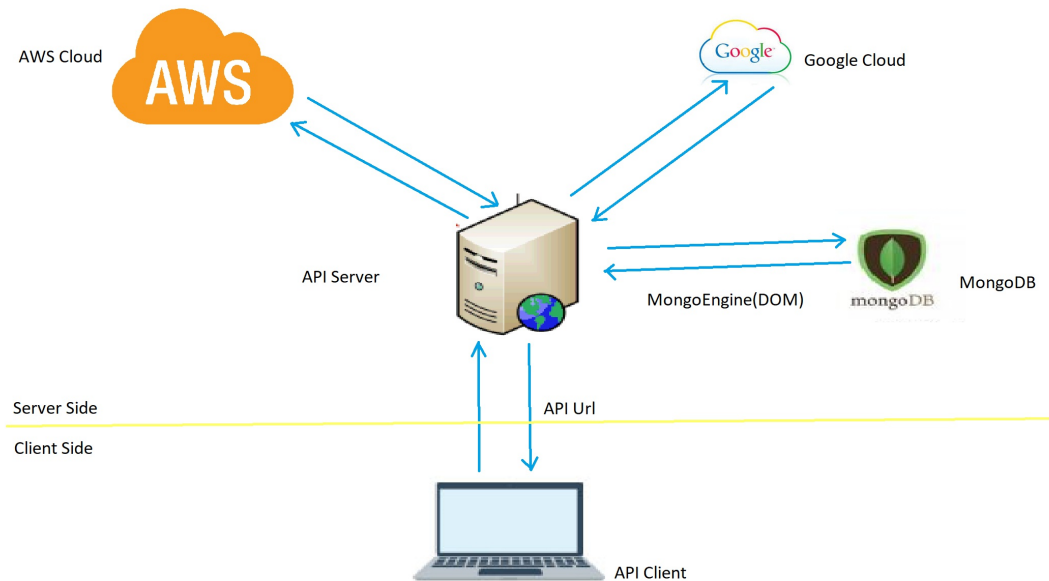 AWS Cloud
AWS
Google
Google Cloud
API Server
MongoEngine(DOM)
mongoDB
MongoDB
Server Side
API Url
Client Side
API Client